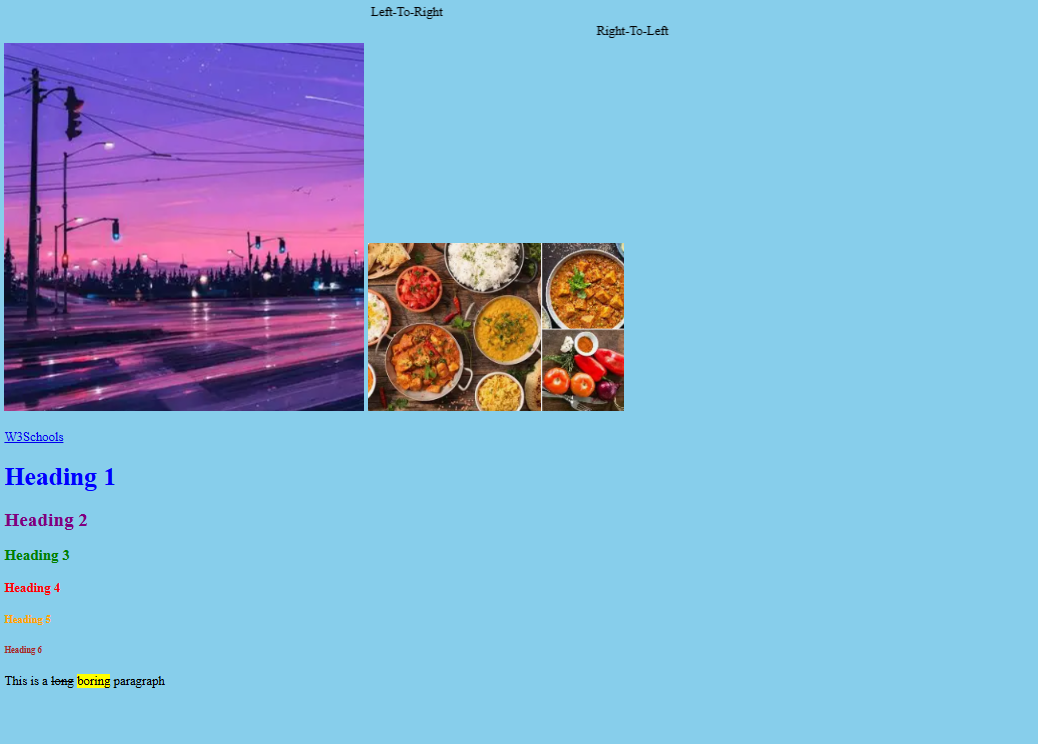 Left-To-Right
Right-To-Left
W3Schools
Heading 1
Heading 2
Heading 3
Heading 4
Heading 5
Heading 6
This is a long boring paragraph